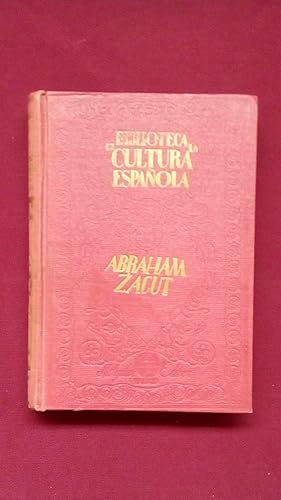 BIBLIOTECA
DE LA
CULTURA
ESPAÑOLA
ABRAHAM
ZACUT